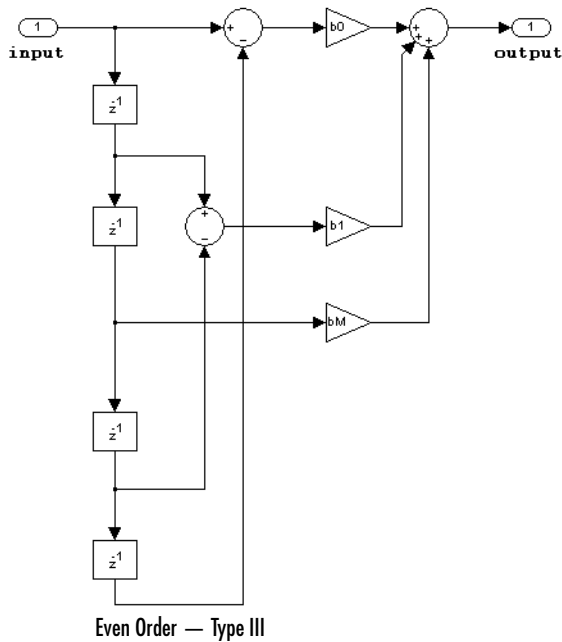 1
input
+
−
b0
+
+
+
1
output
z-1
+
−
z-1
b1
bM
z-1
z-1
Even Order — Type III